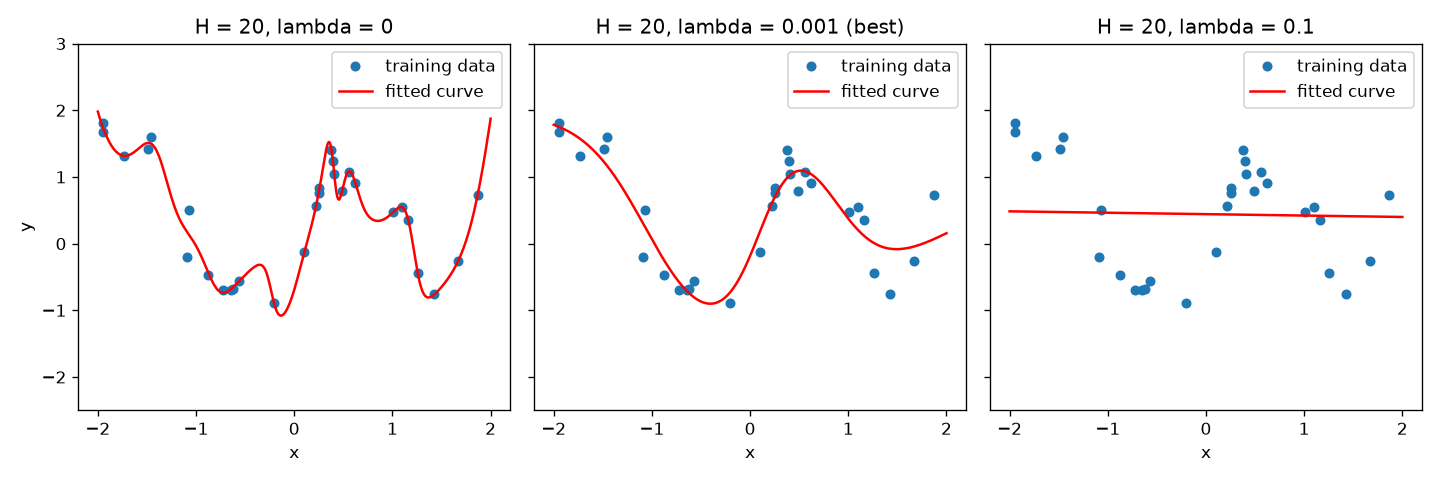 H = 20, lambda = 0
H = 20, lambda = 0.001 (best)
H = 20, lambda = 0.1
training data
fitted curve
training data
fitted curve
training data
fitted curve
3
2
1
0
−1
−2
y
−2 −1 0 1 2
−2 −1 0 1 2
−2 −1 0 1 2
x
x
x